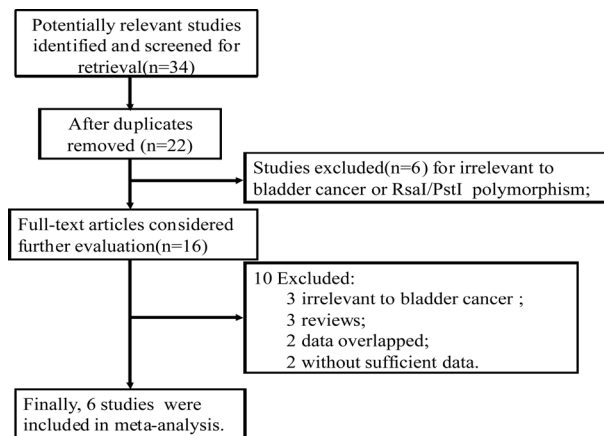 Potentially relevant studies
identified and screened for
retrieval(n=34)
After duplicates
removed (n=22)
Studies excluded(n=6) for irrelevant to
bladder cancer or RsaI/PstI polymorphism;
Full-text articles considered
further evaluation(n=16)
10 Excluded:
3 irrelevant to bladder cancer ;
3 reviews;
2 data overlapped;
2 without sufficient data.
Finally, 6 studies were
included in meta-analysis.